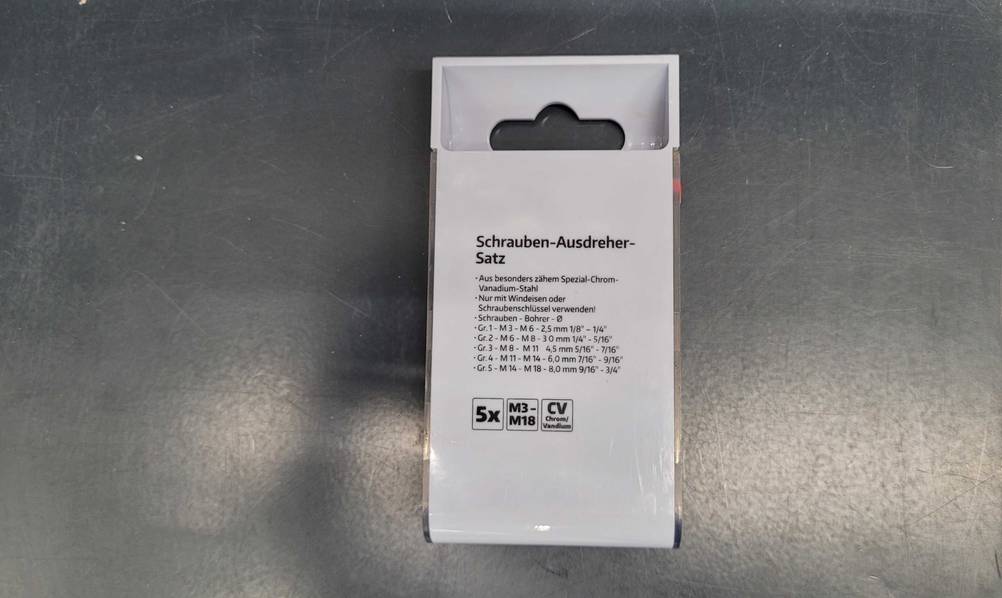 Schrauben-Ausdreher-
Satz
· Aus besonders zähem Spezial-Chrom-
Vanadium-Stahl
· Nur mit Windeisen oder
Schraubenschlüssel verwenden!
· Schrauben - Bohrer - Ø
· Gr. 1 - M 3 - M 6 - 2,5 mm 1/8" – 1/4"
· Gr. 2 - M 6 - M 8 - 3 0 mm 1/4" - 5/16"
· Gr. 3 - M 8 - M 11 4,5 mm 5/16" - 7/16"
· Gr. 4 - M 11 - M 14 - 6,0 mm 7/16" - 9/16"
· Gr. 5 - M 14 - M 18 - 8,0 mm 9/16" - 3/4"
5x
M3 -
M18
CV
Chrom/
Vandium